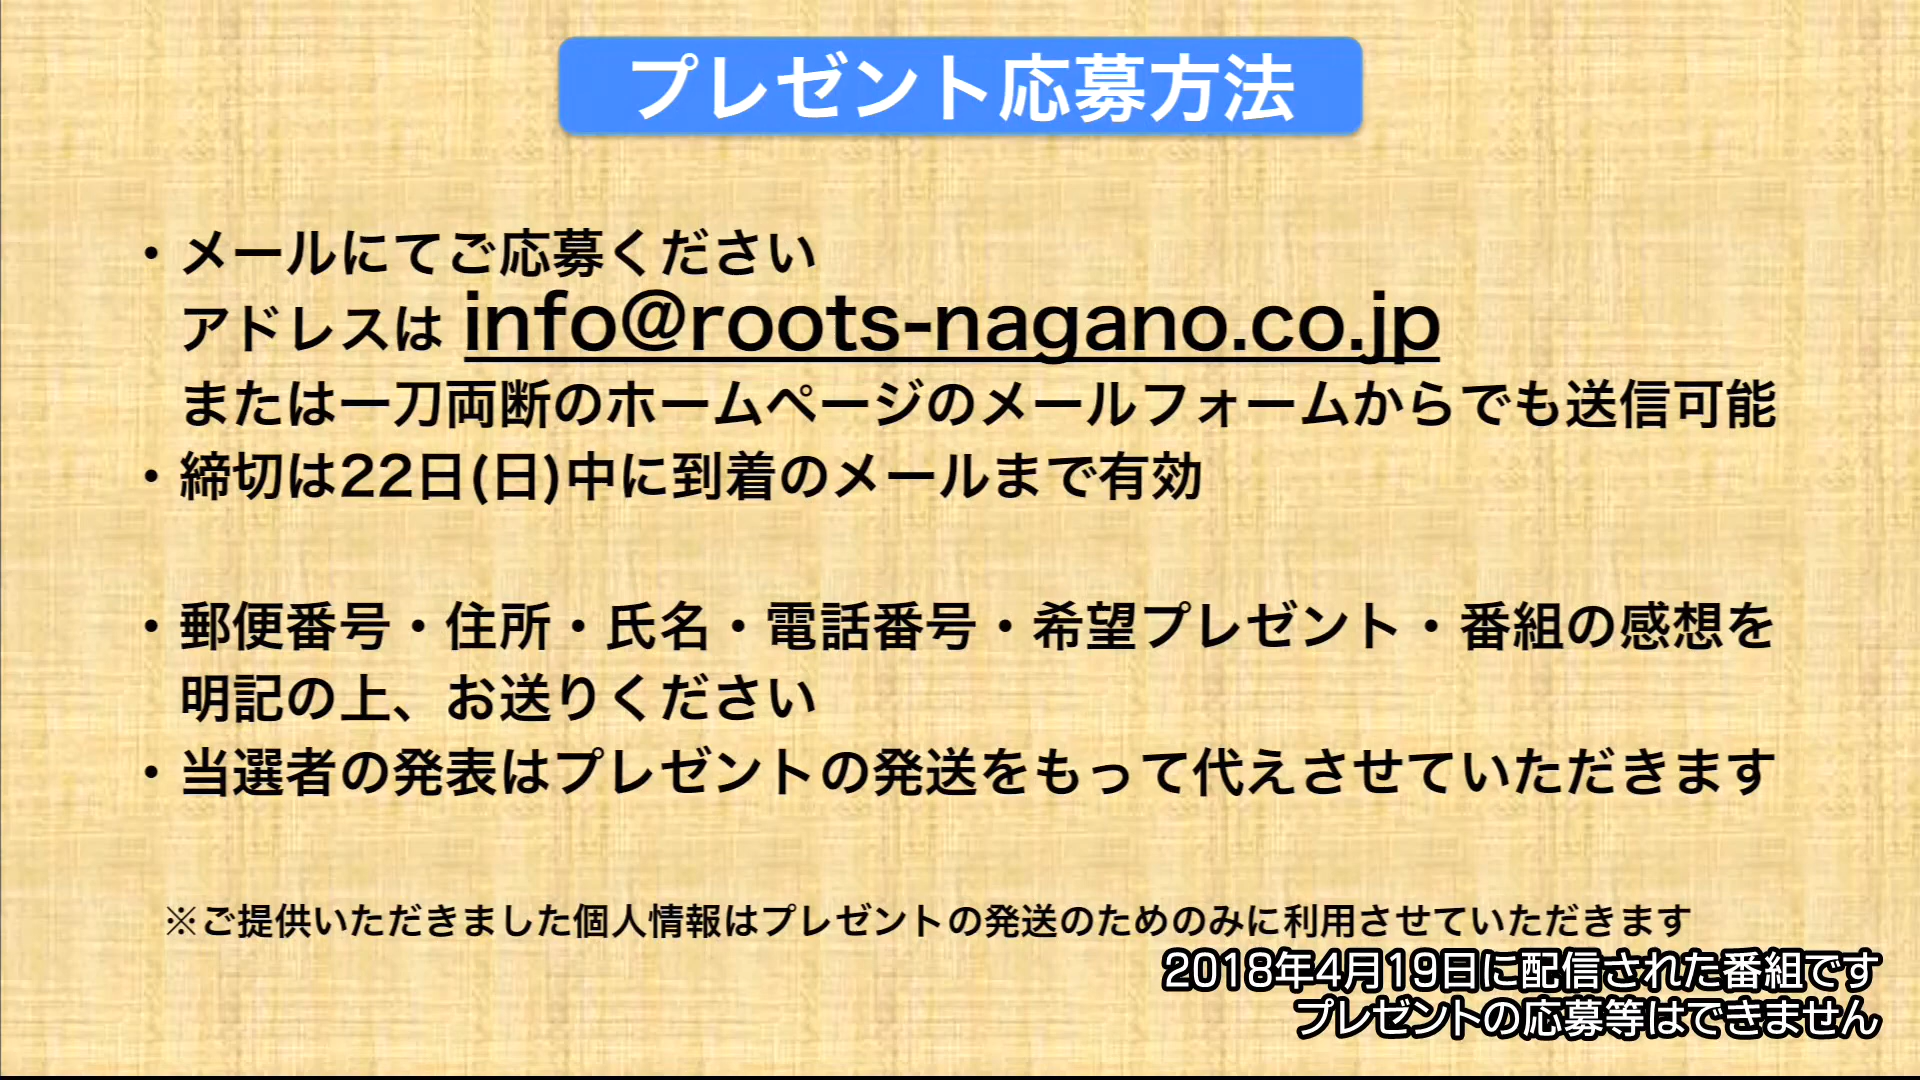 プレゼント応募方法
・メールにてご応募ください
アドレスは info@roots-nagano.co.jp
または一刀両断のホームページのメールフォームからでも送信可能
・締切は22日(日)中に到着のメールまで有効
・郵便番号・住所・氏名・電話番号・希望プレゼント・番組の感想を
明記の上、お送りください
・当選者の発表はプレゼントの発送をもって代えさせていただきます
※ご提供いただきました個人情報はプレゼントの発送のためのみに利用させていただきます
2018年4月19日に配信された番組です
プレゼントの応募等はできません